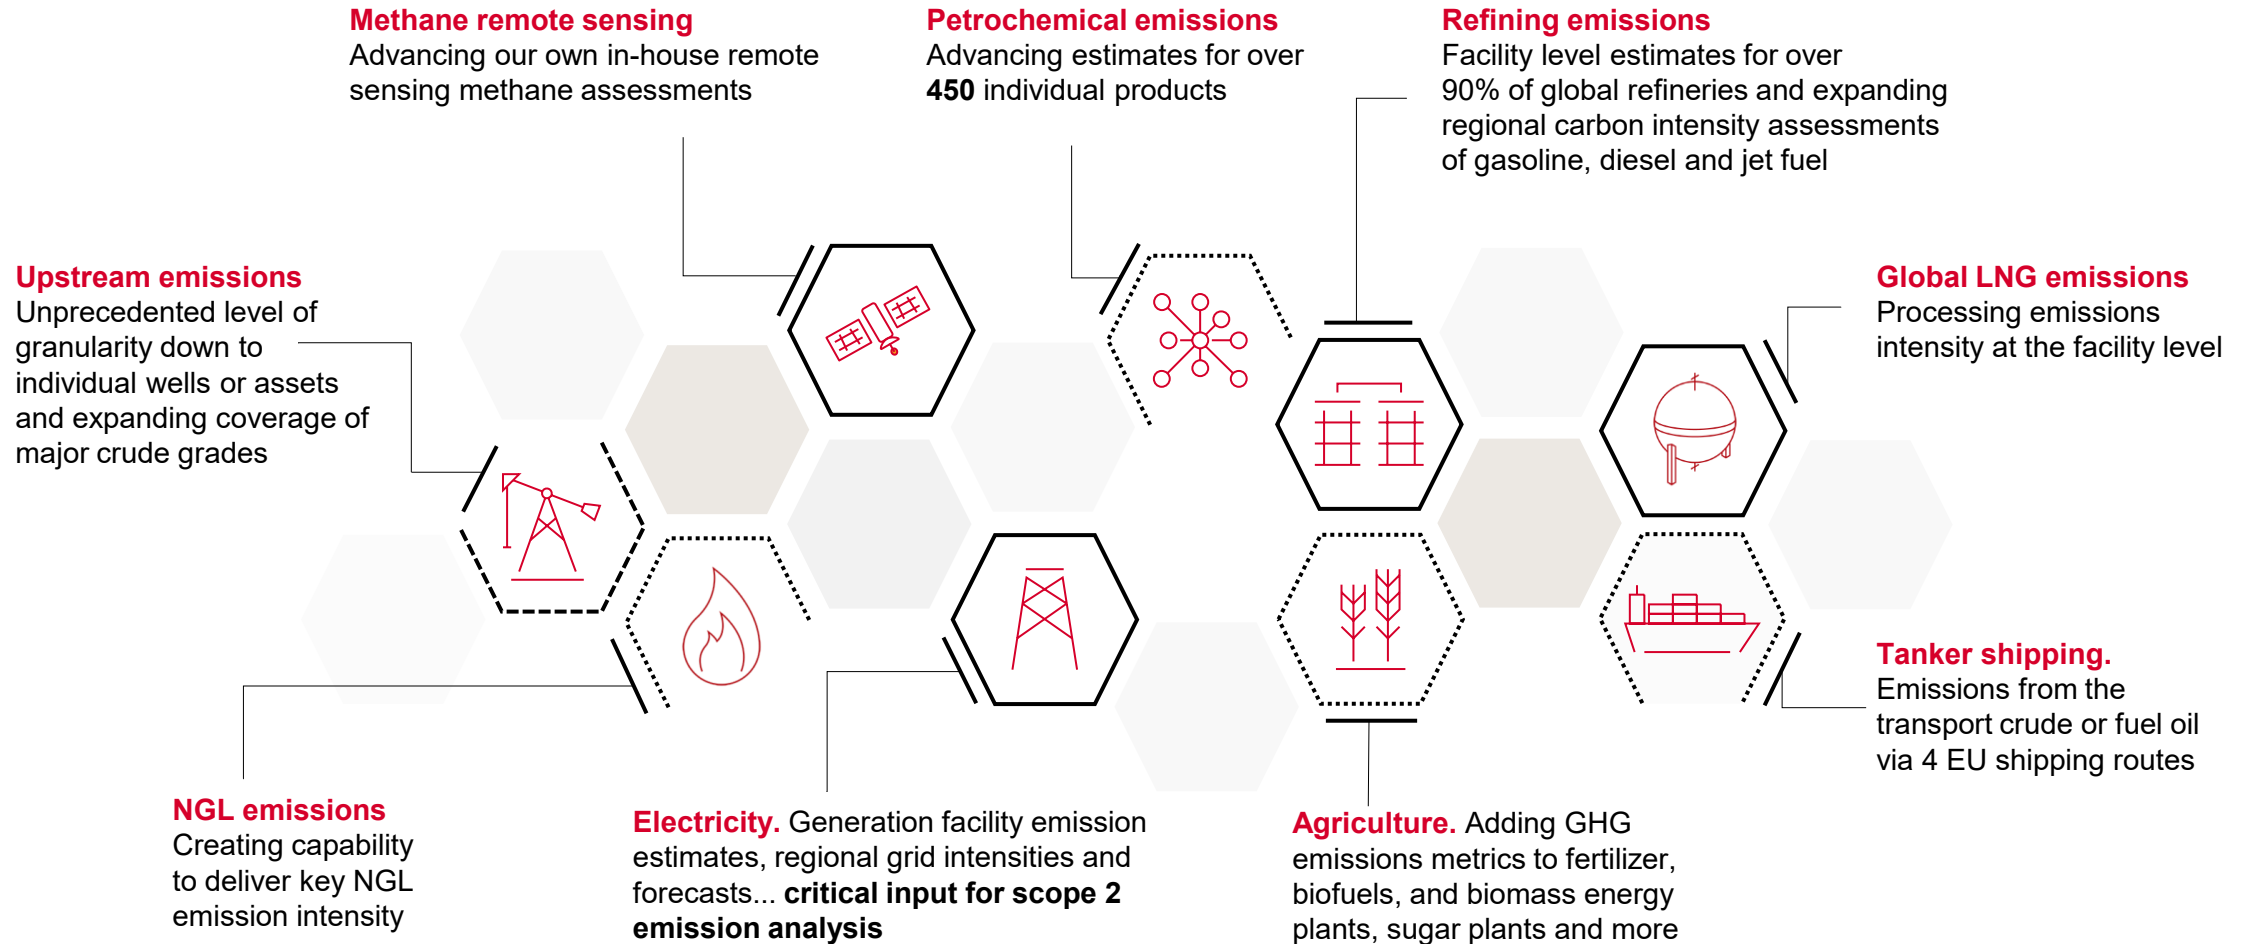 Methane remote sensing
Advancing our own in-house remote
sensing methane assessments
Petrochemical emissions
Advancing estimates for over
450 individual products
Refining emissions
Facility level estimates for over
90% of global refineries and expanding
regional carbon intensity assessments
of gasoline, diesel and jet fuel
Upstream emissions
Unprecedented level of
granularity down to
individual wells or assets
and expanding coverage of
major crude grades
Global LNG emissions
Processing emissions
intensity at the facility level
Tanker shipping.
Emissions from the
transport crude or fuel oil
via 4 EU shipping routes
NGL emissions
Creating capability
to deliver key NGL
emission intensity
Electricity. Generation facility emission
estimates, regional grid intensities and
forecasts... critical input for scope 2
emission analysis
Agriculture. Adding GHG
emissions metrics to fertilizer,
biofuels, and biomass energy
plants, sugar plants and more